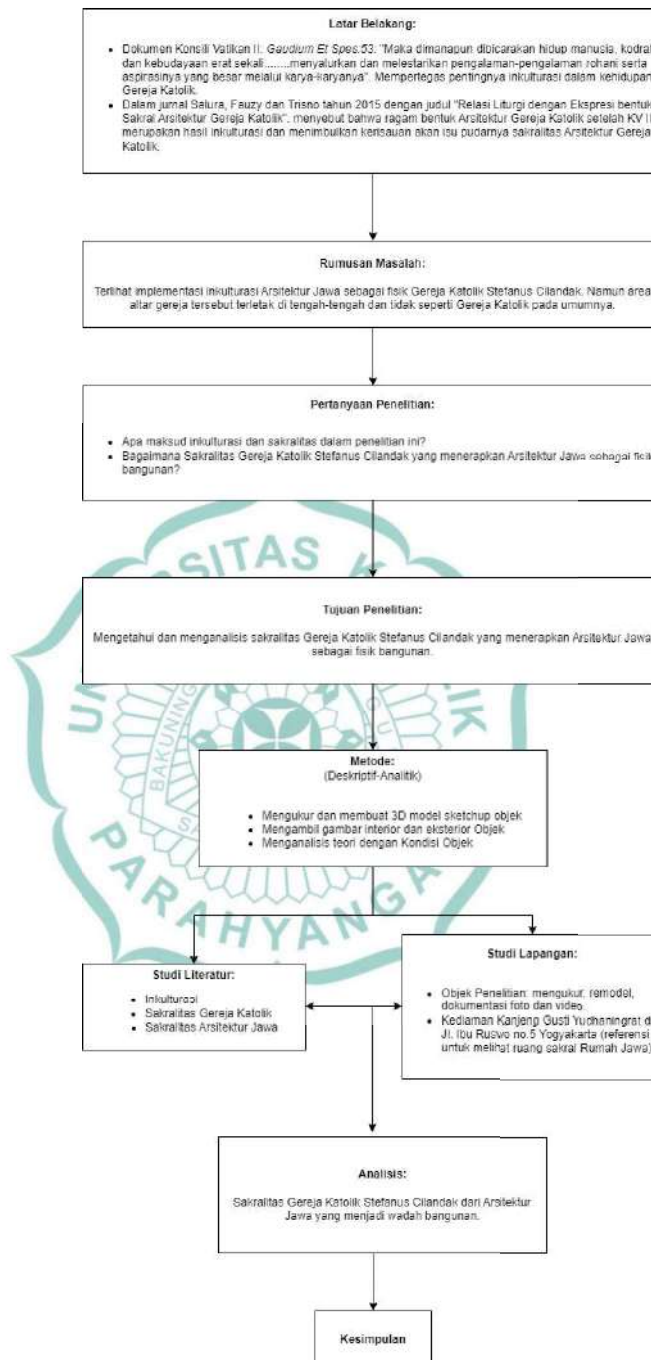 Latar Belakang:
• Dokumen Konsili Vatikan II: Gaudium Et Spes.53: "Maka dimanapun dibicarakan hidup manusia, kodrat
dan kebudayaan erat sekali.......menyalurkan dan melestarikan pengalaman-pengalaman rohani serta
aspirasinya yang besar melalui karya-karyanya". Mempertegas pentingnya inkulturasi dalam kehidupan
Gereja Katolik.
• Dalam jurnal Salura, Fauzy dan Trisno tahun 2015 dengan judul "Relasi Liturgi dengan Ekspresi bentuk
Sakral Arsitektur Gereja Katolik". menyebut bahwa ragam bentuk Arsitektur Gereja Katolik setelah KV II
merupakan hasil inkulturasi dan menimbulkan kerisauan akan isu pudarnya sakralitas Arsitektur Gereja
Katolik.
Rumusan Masalah:
Terlihat implementasi inkulturasi Arsitektur Jawa sebagai fisik Gereja Katolik Stefanus Cilandak. Namun area
altar gereja tersebut terletak di tengah-tengah dan tidak seperti Gereja Katolik pada umumnya.
Pertanyaan Penelitian:
• Apa maksud inkulturasi dan sakralitas dalam penelitian ini?
• Bagaimana Sakralitas Gereja Katolik Stefanus Cilandak yang menerapkan Arsitektur Jawa sebagai fisik
bangunan?
Tujuan Penelitian:
Mengetahui dan menganalisis sakralitas Gereja Katolik Stefanus Cilandak yang menerapkan Arsitektur Jawa
sebagai fisik bangunan.
Metode:
(Deskriptif-Analitik)
• Mengukur dan membuat 3D model sketchup objek
• Mengambil gambar interior dan eksterior Objek
• Menganalisis teori dengan Kondisi Objek
Studi Literatur:
• Inkulturasi
• Sakralitas Gereja Katolik
• Sakralitas Arsitektur Jawa
Studi Lapangan:
• Objek Penelitian: mengukur, remodel,
dokumentasi foto dan video.
• Kediaman Kanjeng Gusti Yudhaningrat di
Jl. Ibu Ruswo no.5 Yogyakarta (referensi
untuk melihat ruang sakral Rumah Jawa)
Analisis:
Sakralitas Gereja Katolik Stefanus Cilandak dari Arsitektur
Jawa yang menjadi wadah bangunan.
Kesimpulan
PARAHYANGA